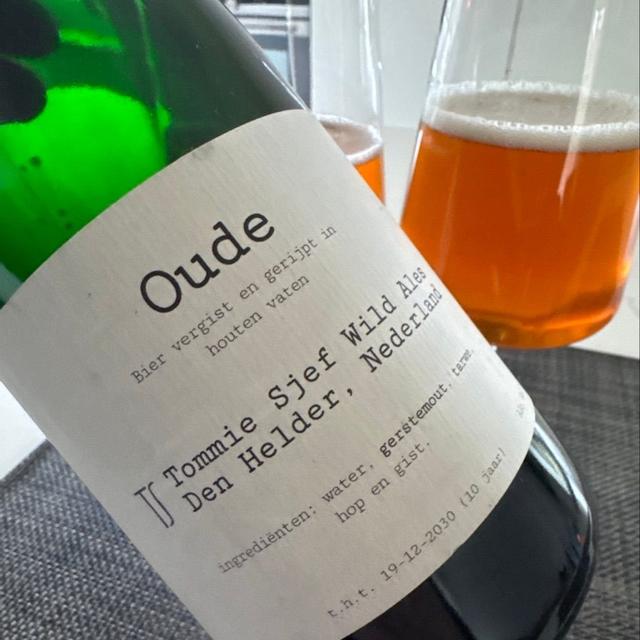 Oude
Bier vergist en gerijpt in
houten vaten
Tommie Sjef Wild Ales
Den Helder, Nederland
ingrediënten: water, gerstemout, tarwe,
hop en gist.
t.h.t. 19-12-2030 (10 jaar)